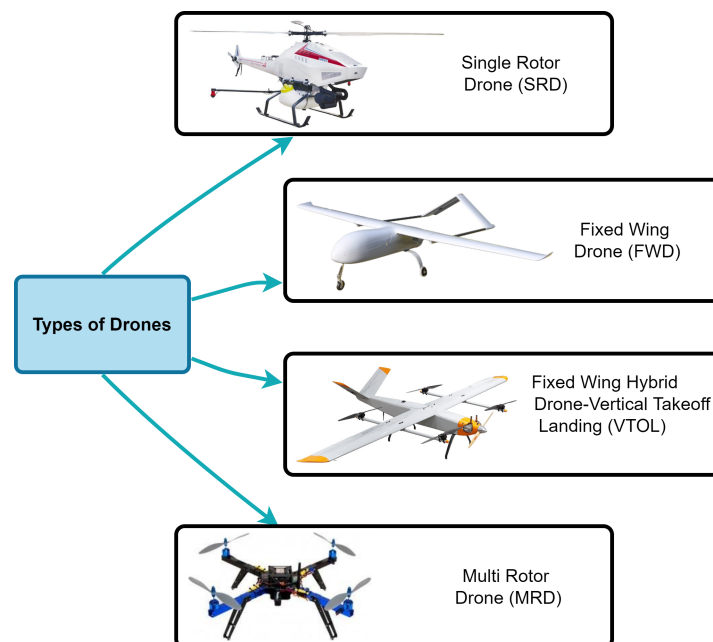 Single Rotor
Drone (SRD)
Fixed Wing
Drone (FWD)
Types of Drones
Fixed Wing Hybrid
Drone-Vertical Takeoff
Landing (VTOL)
Multi Rotor
Drone (MRD)